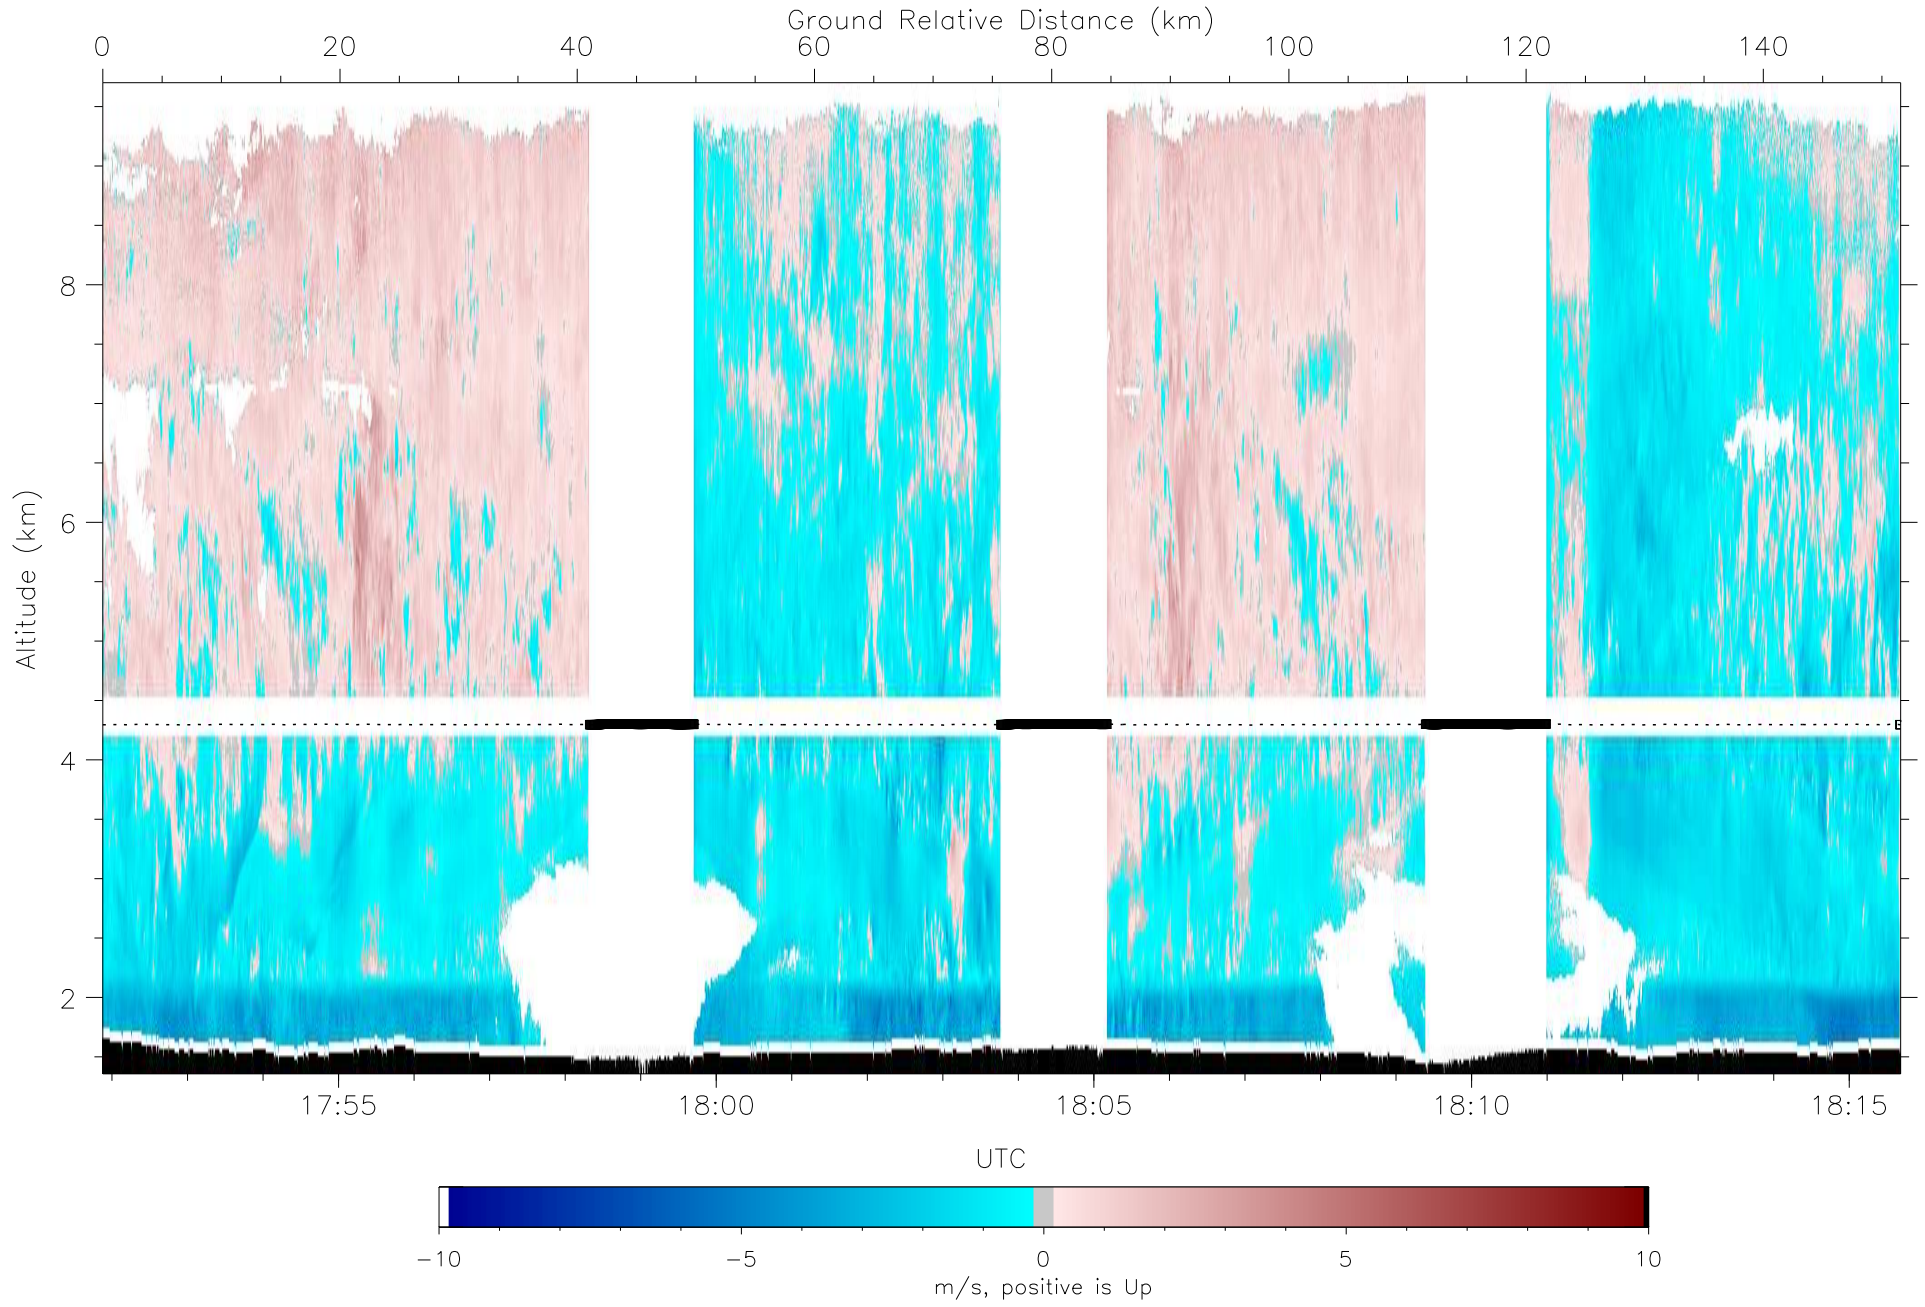 Ground Relative Distance (km)
0 20 40 60 80 100 120 140
8
6
4
2
Altitude (km)
17:55 18:00 18:05 18:10 18:15
UTC
−10 −5 0 5 10
m/s, positive is Up